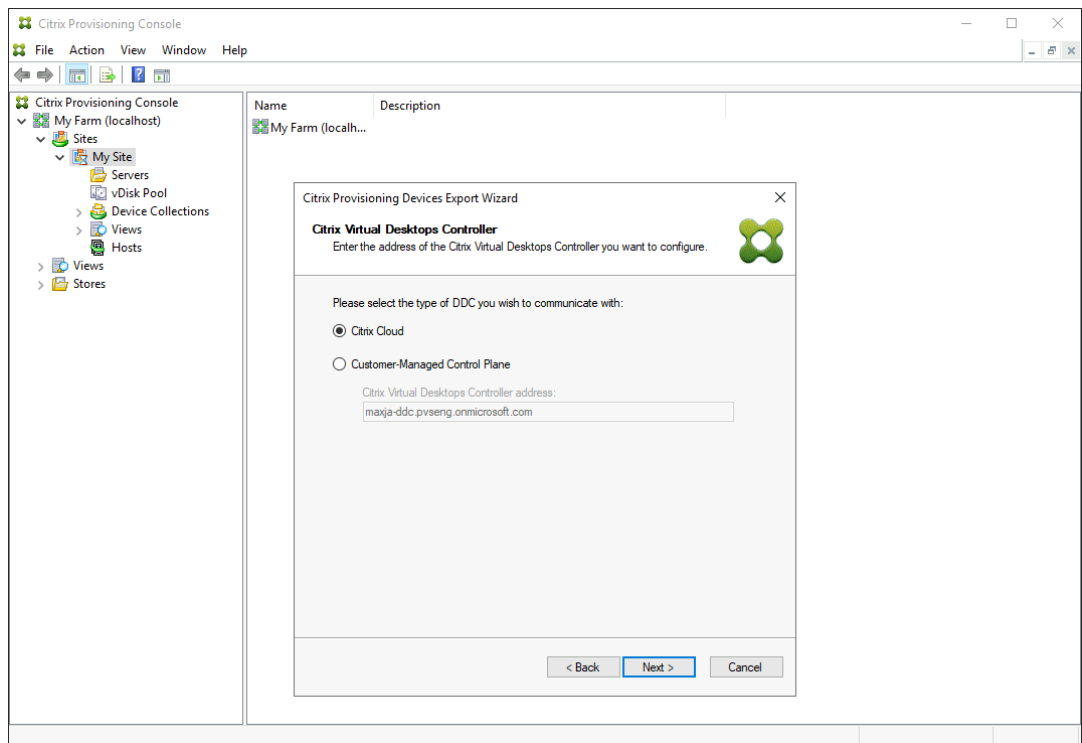 Citrix Provisioning Console
File Action View Window Help
Citrix Provisioning Console
My Farm (localhost)
Sites
My Site
Servers
vDisk Pool
Device Collections
Views
Hosts
Views
Stores
Name Description
My Farm (localh...
Citrix Provisioning Devices Export Wizard
Citrix Virtual Desktops Controller
Enter the address of the Citrix Virtual Desktops Controller you want to configure.
Please select the type of DDC you wish to communicate with:
Citrix Cloud
Customer-Managed Control Plane
Citrix Virtual Desktops Controller address:
maxja-ddc.pvseng.onmicrosoft.com
< Back Next > Cancel